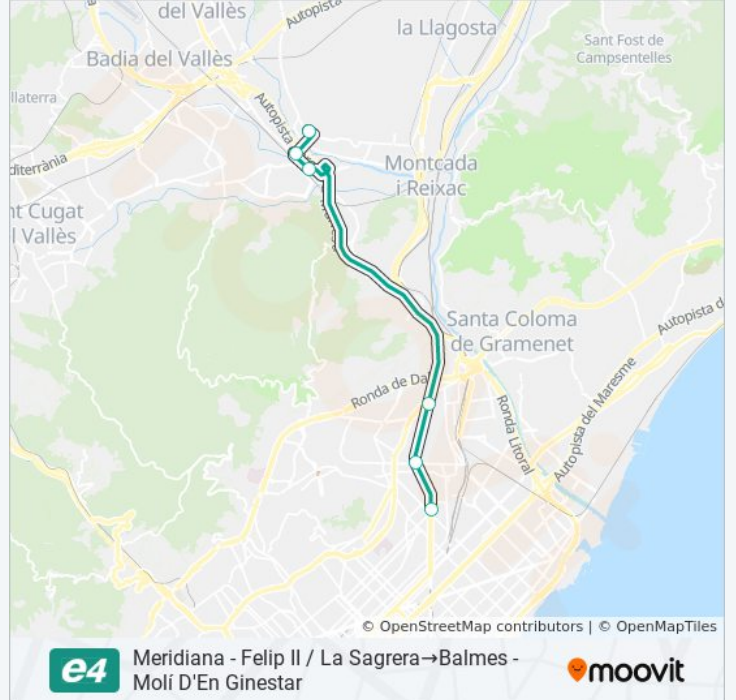 del Vallès
Autopista
la Llagosta
Sant Fost de
Campsentelles
Badia del Vallès
llaterra
Autopista
diterrània
Montcada
i Reixac
nt Cugat
l Vallès
Santa Coloma
de Gramenet
Autopista d
Ronda de Da
Ronda Litoral
Autopista del Maresme
© OpenStreetMap contributors | © OpenMapTiles
e4
Meridiana - Felip II / La Sagrera→Balmes -
Molí D'En Ginestar
moovit